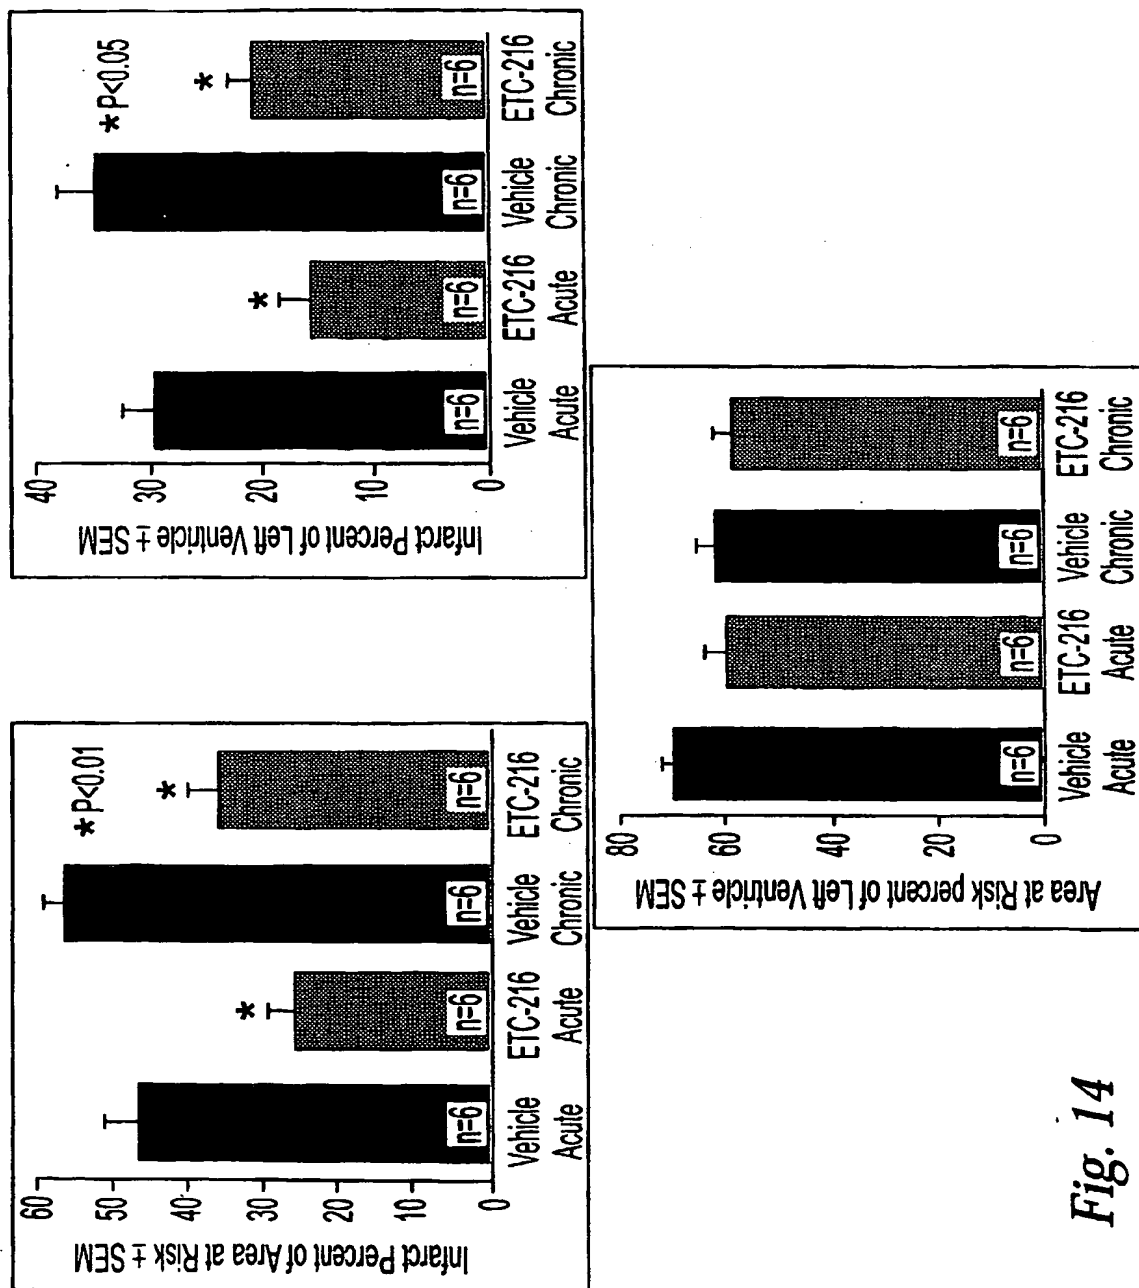 Infarct Percent of Area at Risk ± SEM
60
50
40
30
20
10
0
* P<0.01
*
*
n=6
n=6
n=6
n=6
Vehicle
Acute
ETC-216
Acute
Vehicle
Chronic
ETC-216
Chronic
Infarct Percent of Left Ventricle ± SEM
40
30
20
10
0
* P<0.05
*
*
n=6
n=6
n=6
n=6
Vehicle
Acute
ETC-216
Acute
Vehicle
Chronic
ETC-216
Chronic
Area at Risk percent of Left Ventricle ± SEM
80
60
40
20
0
n=6
n=6
n=6
n=6
Vehicle
Acute
ETC-216
Acute
Vehicle
Chronic
ETC-216
Chronic
Fig. 14